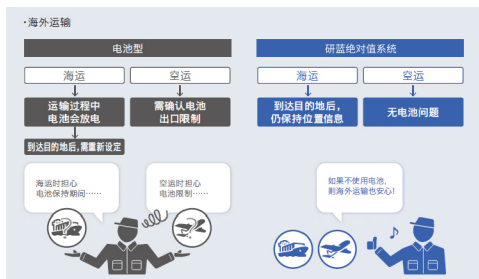 ·海外运输
电池型
海运
空运
运输过程中
电池会放电
需确认电池
出口限制
到达目的地后,需重新设定
海运时担心
电池保持期间……
空运时担心
电池限制……
研蓝绝对值系统
海运
空运
到达目的地后,
仍保持位置信息
无电池问题
如果不使用电池,
则海外运输也安心!